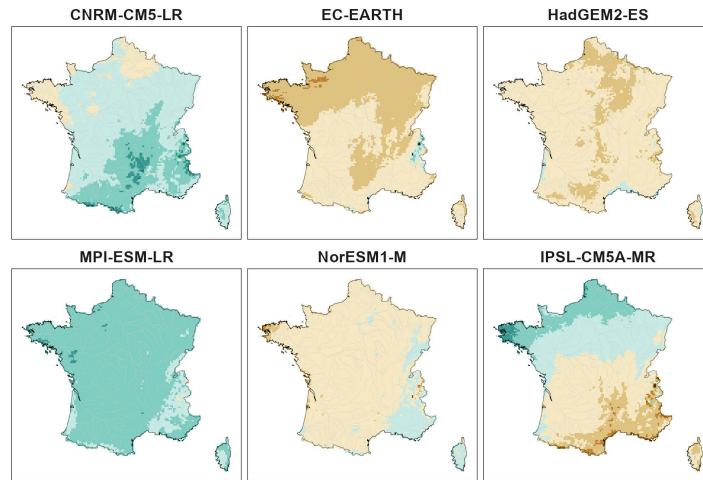 CNRM-CM5-LR
EC-EARTH
HadGEM2-ES
MPI-ESM-LR
NorESM1-M
IPSL-CM5A-MR